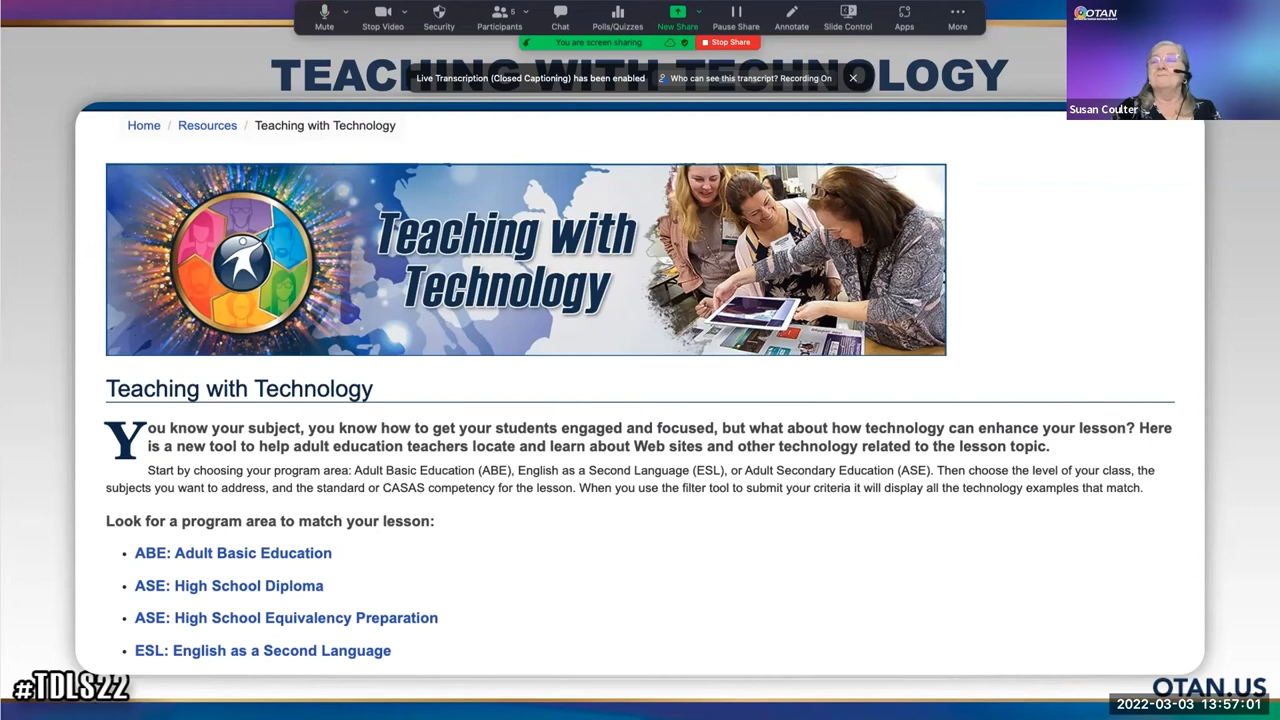 Mute
Stop Video
Security
Participants
5
Chat
Polls/Quizzes
New Share
Pause Share
Annotate
Slide Control
Apps
More
You are screen sharing
Stop Share
OTAN
TEACHING WITH TECHNOLOGY
Live Transcription (Closed Captioning) has been enabled
Who can see this transcript? Recording On
Susan Coulter
Home / Resources / Teaching with Technology
Teaching with
Technology
Teaching with Technology
You know your subject, you know how to get your students engaged and focused, but what about how technology can enhance your lesson? Here
is a new tool to help adult education teachers locate and learn about Web sites and other technology related to the lesson topic.
Start by choosing your program area: Adult Basic Education (ABE), English as a Second Language (ESL), or Adult Secondary Education (ASE). Then choose the level of your class, the
subjects you want to address, and the standard or CASAS competency for the lesson. When you use the filter tool to submit your criteria it will display all the technology examples that match.
Look for a program area to match your lesson:
• ABE: Adult Basic Education
• ASE: High School Diploma
• ASE: High School Equivalency Preparation
• ESL: English as a Second Language
#TDLS22
OTAN.US
2022-03-03 13:57:01